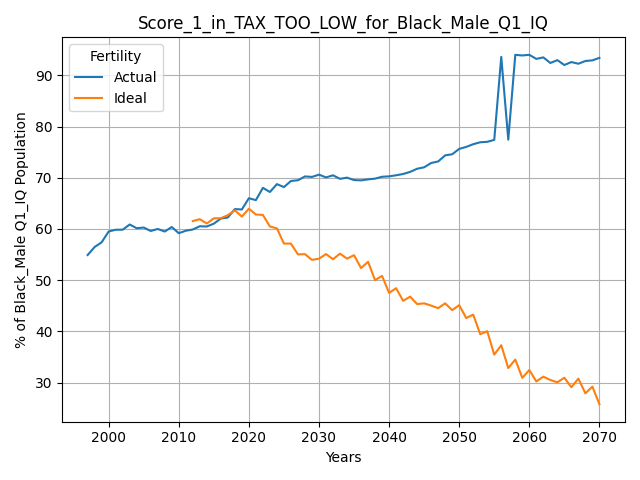 Score_1_in_TAX_TOO_LOW_for_Black_Male_Q1_IQ
Fertility
Actual
Ideal
% of Black_Male Q1_IQ Population
90
80
70
60
50
40
30
2000 2010 2020 2030 2040 2050 2060 2070
Years